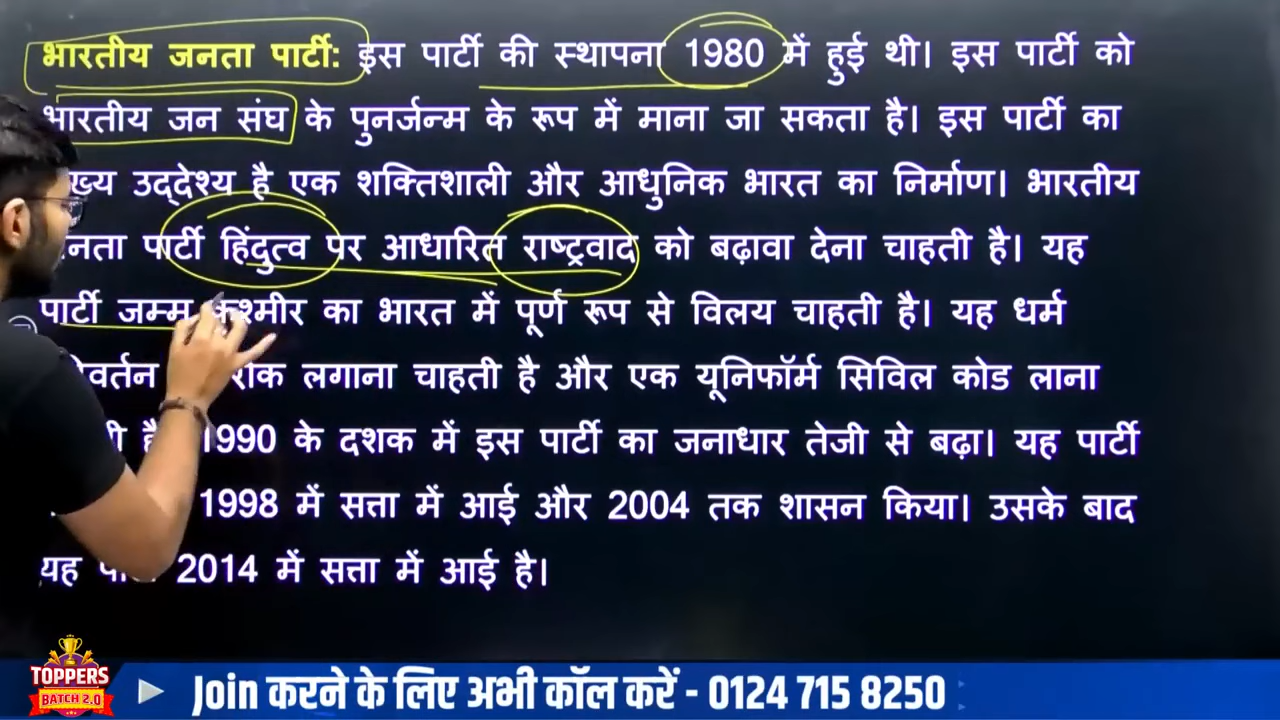 भारतीय जनता पार्टी: इस पार्टी की स्थापना 1980 में हुई थी। इस पार्टी को
भारतीय जन संघ के पुनर्जन्म के रूप में माना जा सकता है। इस पार्टी का
उद्देश्य है एक शक्तिशाली और आधुनिक भारत का निर्माण। भारतीय
पार्टी हिंदुत्व पर आधारित राष्ट्रवाद को बढ़ावा देना चाहती है। यह
पार्टी जम्म कश्मीर का भारत में पूर्ण रूप से विलय चाहती है। यह धर्म
लगाना चाहती है और एक यूनिफॉर्म सिविल कोड लाना
1990 के दशक में इस पार्टी का जनाधार तेजी से बढ़ा। यह पार्टी
1998 में सत्ता में आई और 2004 तक शासन किया। उसके बाद
यह 2014 में सत्ता में आई है।
TOPPERS
BATCH 2.0
Join करने के लिए अभी कॉल करें - 0124 715 8250